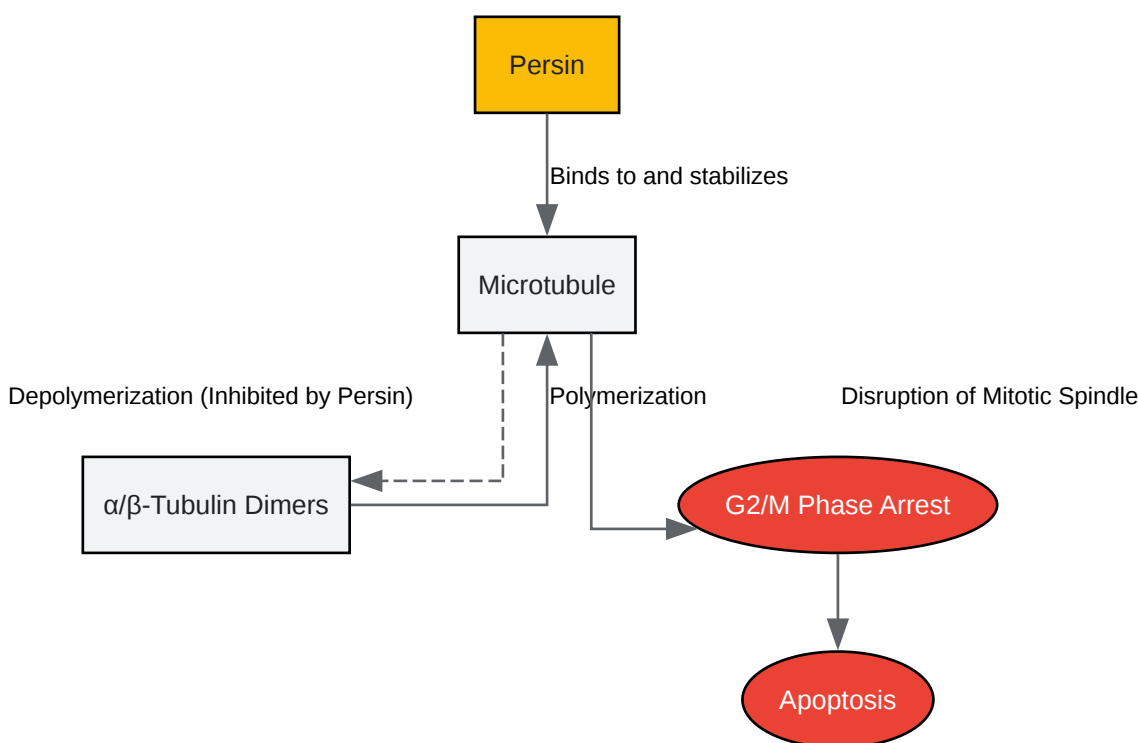 Persin
Binds to and stabilizes
Microtubule
Depolymerization (Inhibited by Persin)
Polymerization
Disruption of Mitotic Spindle
α/β-Tubulin Dimers
G2/M Phase Arrest
Apoptosis